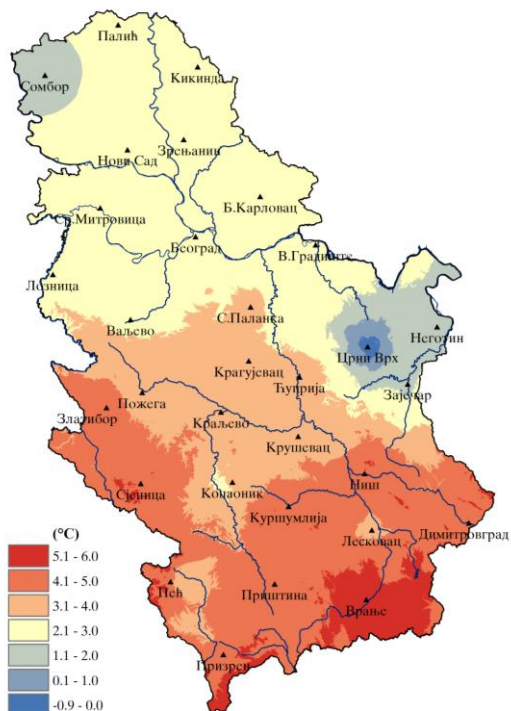 Палић
Кикинда
Сомбор
Нови Сад
Зрењанин
Б.Карловац
Ср.Митровица
Београд
В.Градиште
Лозница
Ваљево
С.Паланка
Неготин
Црни Врх
Крагујевац
Ћуприја
Зајечар
Пожега
Златибор
Краљево
Крушевац
Сјеница
Копаоник
Ниш
Куршумлија
Лесковац
Димитровград
Пећ
Приштина
Врање
Призрен
(°C)
5.1 - 6.0
4.1 - 5.0
3.1 - 4.0
2.1 - 3.0
1.1 - 2.0
0.1 - 1.0
-0.9 - 0.0